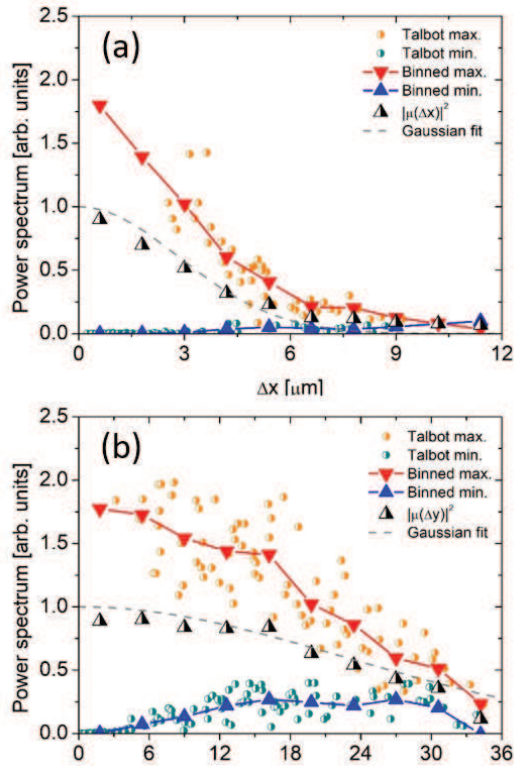 (a)
Talbot max.
Talbot min.
Binned max.
Binned min.
|μ(Δx)|²
Gaussian fit
Power spectrum [arb. units]
2.5
2.0
1.5
1.0
0.5
0.0
0 3 6 9 12
Δx [μm]
(b)
Talbot max.
Talbot min.
Binned max.
Binned min.
|μ(Δy)|²
Gaussian fit
Power spectrum [arb. units]
2.5
2.0
1.5
1.0
0.5
0.0
0 6 12 18 24 30 36